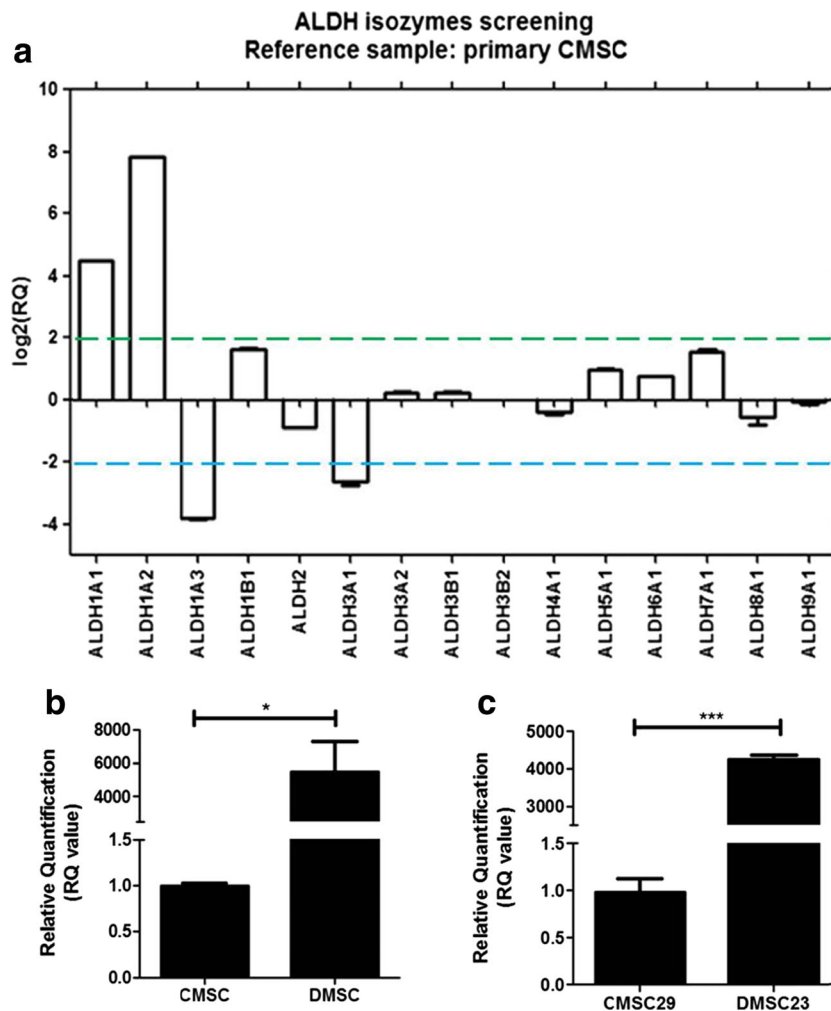 ALDH isozymes screening
Reference sample: primary CMSC
a
log2(RQ)
10
8
6
4
2
0
-2
-4
ALDH1A1
ALDH1A2
ALDH1A3
ALDH1B1
ALDH2
ALDH3A1
ALDH3A2
ALDH3B1
ALDH3B2
ALDH4A1
ALDH5A1
ALDH6A1
ALDH7A1
ALDH8A1
ALDH9A1
b
*
Relative Quantification
(RQ value)
8000
6000
4000
1.5
1.0
0.5
0.0
CMSC
DMSC
c
***
Relative Quantification
(RQ value)
5000
4000
3000
1.5
1.0
0.5
0.0
CMSC29
DMSC23